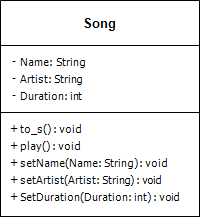 Song
- Name: String
- Artist: String
- Duration: int
+ to_s(): void
+ play(): void
+ setName(Name: String): void
+ setArtist(Artist: String): void
+ SetDuration(Duration: int): void